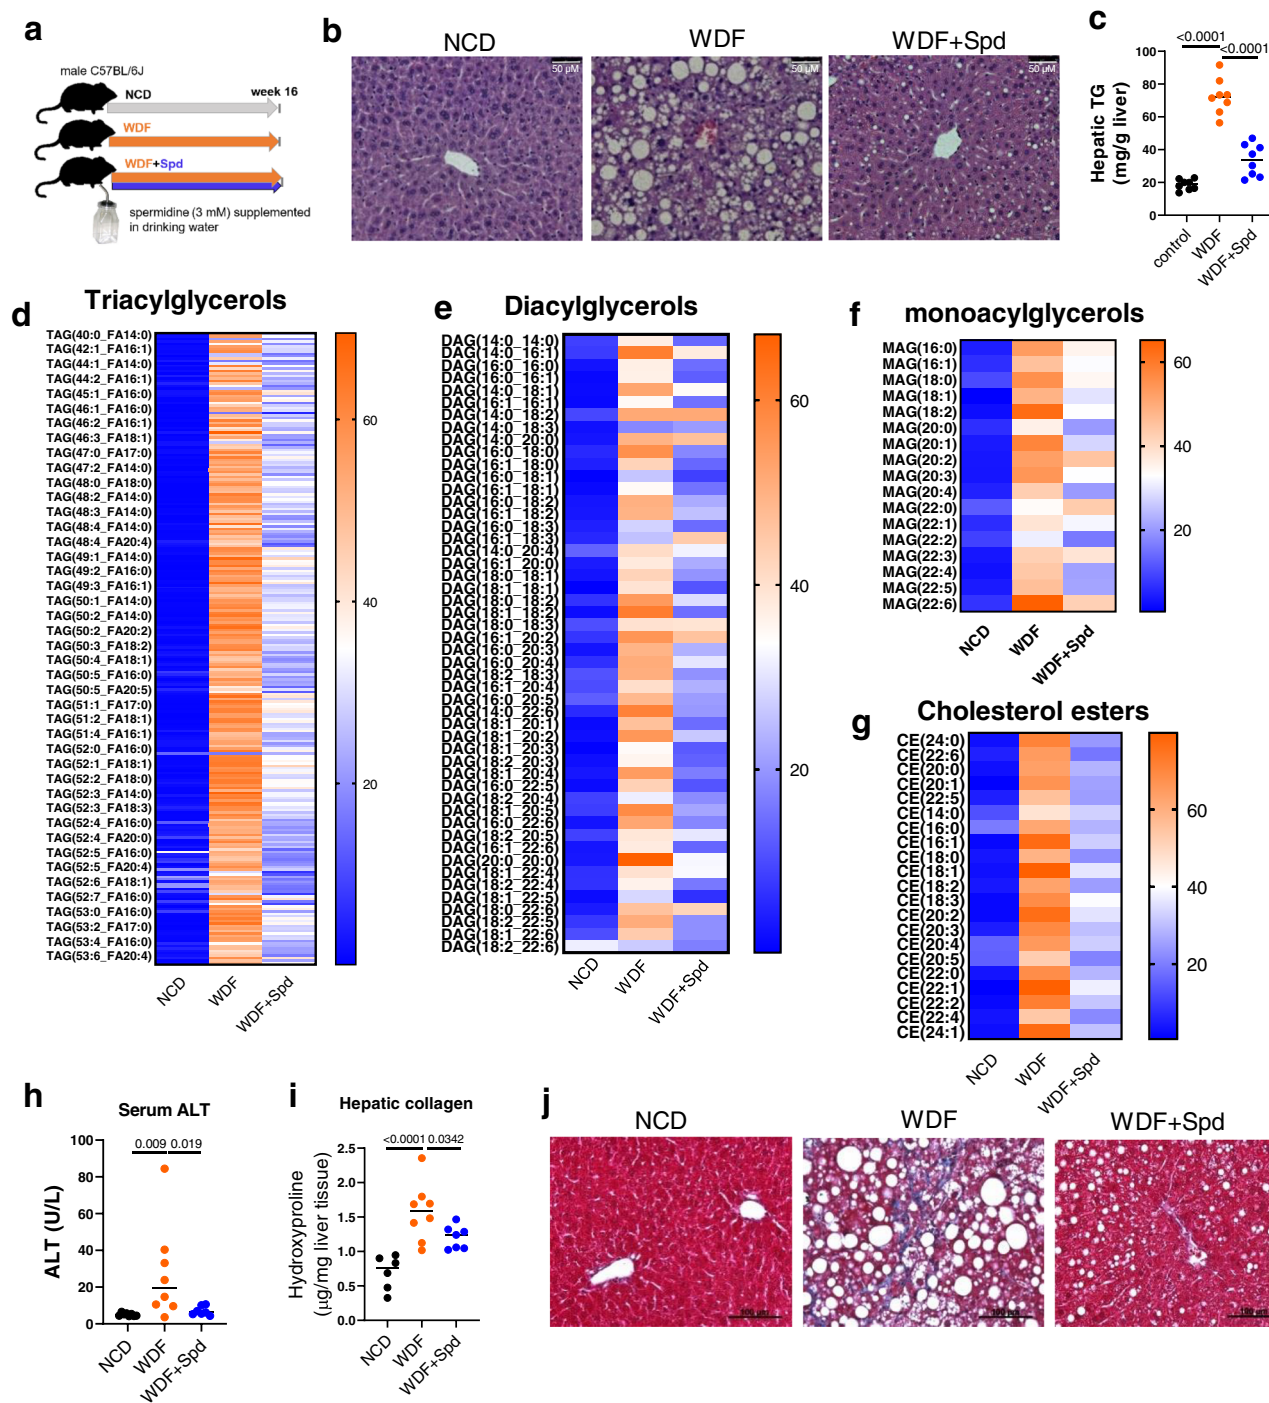 a
male C57BL/6J
NCD
week 16
WDF
WDF+Spd
spermidine (3 mM) supplemented
in drinking water
b
NCD
WDF
WDF+Spd
50 µM
50 µM
50 µM
c
<0.0001
<0.0001
Hepatic TG
(mg/g liver)
100
80
60
40
20
0
control
WDF
WDF+Spd
d
Triacylglycerols
TAG(40:0_FA14:0)
TAG(42:1_FA16:1)
TAG(44:1_FA14:0)
TAG(44:2_FA16:1)
TAG(45:1_FA16:0)
TAG(46:1_FA16:0)
TAG(46:2_FA16:1)
TAG(46:3_FA18:1)
TAG(47:0_FA17:0)
TAG(47:2_FA14:0)
TAG(48:0_FA18:0)
TAG(48:2_FA14:0)
TAG(48:3_FA14:0)
TAG(48:4_FA14:0)
TAG(48:4_FA20:4)
TAG(49:1_FA14:0)
TAG(49:2_FA16:0)
TAG(49:3_FA16:1)
TAG(50:1_FA14:0)
TAG(50:2_FA14:0)
TAG(50:2_FA20:2)
TAG(50:3_FA18:2)
TAG(50:4_FA18:1)
TAG(50:5_FA16:0)
TAG(50:5_FA20:5)
TAG(51:1_FA17:0)
TAG(51:2_FA18:1)
TAG(51:4_FA16:1)
TAG(52:0_FA16:0)
TAG(52:1_FA18:1)
TAG(52:2_FA18:0)
TAG(52:3_FA14:0)
TAG(52:3_FA18:3)
TAG(52:4_FA16:0)
TAG(52:4_FA20:0)
TAG(52:5_FA16:0)
TAG(52:5_FA20:4)
TAG(52:6_FA18:1)
TAG(52:7_FA16:0)
TAG(53:0_FA16:0)
TAG(53:2_FA17:0)
TAG(53:4_FA16:0)
TAG(53:6_FA20:4)
NCD
WDF
WDF+Spd
60
40
20
e
Diacylglycerols
DAG(14:0_14:0)
DAG(14:0_16:1)
DAG(16:0_16:0)
DAG(16:0_16:1)
DAG(14:0_18:1)
DAG(16:1_16:1)
DAG(14:0_18:2)
DAG(14:0_18:3)
DAG(14:0_20:0)
DAG(16:0_18:0)
DAG(16:1_18:0)
DAG(16:0_18:1)
DAG(16:1_18:1)
DAG(16:0_18:2)
DAG(16:1_18:2)
DAG(16:0_18:3)
DAG(16:1_18:3)
DAG(14:0_20:4)
DAG(16:1_20:0)
DAG(18:0_18:1)
DAG(18:1_18:1)
DAG(18:0_18:2)
DAG(18:1_18:2)
DAG(18:0_18:3)
DAG(16:1_20:2)
DAG(16:0_20:3)
DAG(16:0_20:4)
DAG(18:2_18:3)
DAG(16:1_20:4)
DAG(16:0_20:5)
DAG(14:0_22:6)
DAG(18:1_20:1)
DAG(18:1_20:2)
DAG(18:1_20:3)
DAG(18:2_20:3)
DAG(18:1_20:4)
DAG(16:0_22:5)
DAG(18:2_20:4)
DAG(18:1_20:5)
DAG(16:0_22:6)
DAG(18:2_20:5)
DAG(16:1_22:6)
DAG(20:0_20:0)
DAG(18:1_22:4)
DAG(18:2_22:4)
DAG(18:1_22:5)
DAG(18:0_22:6)
DAG(18:2_22:5)
DAG(18:1_22:6)
DAG(18:2_22:6)
NCD
WDF
WDF+Spd
60
40
20
f
monoacylglycerols
MAG(16:0)
MAG(16:1)
MAG(18:0)
MAG(18:1)
MAG(18:2)
MAG(20:0)
MAG(20:1)
MAG(20:2)
MAG(20:3)
MAG(20:4)
MAG(22:0)
MAG(22:1)
MAG(22:2)
MAG(22:3)
MAG(22:4)
MAG(22:5)
MAG(22:6)
NCD
WDF
WDF+Spd
60
40
20
g
Cholesterol esters
CE(24:0)
CE(22:6)
CE(20:0)
CE(20:1)
CE(22:5)
CE(14:0)
CE(16:0)
CE(16:1)
CE(18:0)
CE(18:1)
CE(18:2)
CE(18:3)
CE(20:2)
CE(20:3)
CE(20:4)
CE(20:5)
CE(22:0)
CE(22:1)
CE(22:2)
CE(22:4)
CE(24:1)
NCD
WDF
WDF+Spd
60
40
20
h
Serum ALT
0.009
0.019
ALT (U/L)
100
80
60
40
20
0
NCD
WDF
WDF+Spd
i
Hepatic collagen
<0.0001
0.0342
Hydroxyproline
(µg/mg liver tissue)
2.5
2.0
1.5
1.0
0.5
0.0
NCD
WDF
WDF+Spd
j
NCD
WDF
WDF+Spd
100 µm
100 µm
100 µm